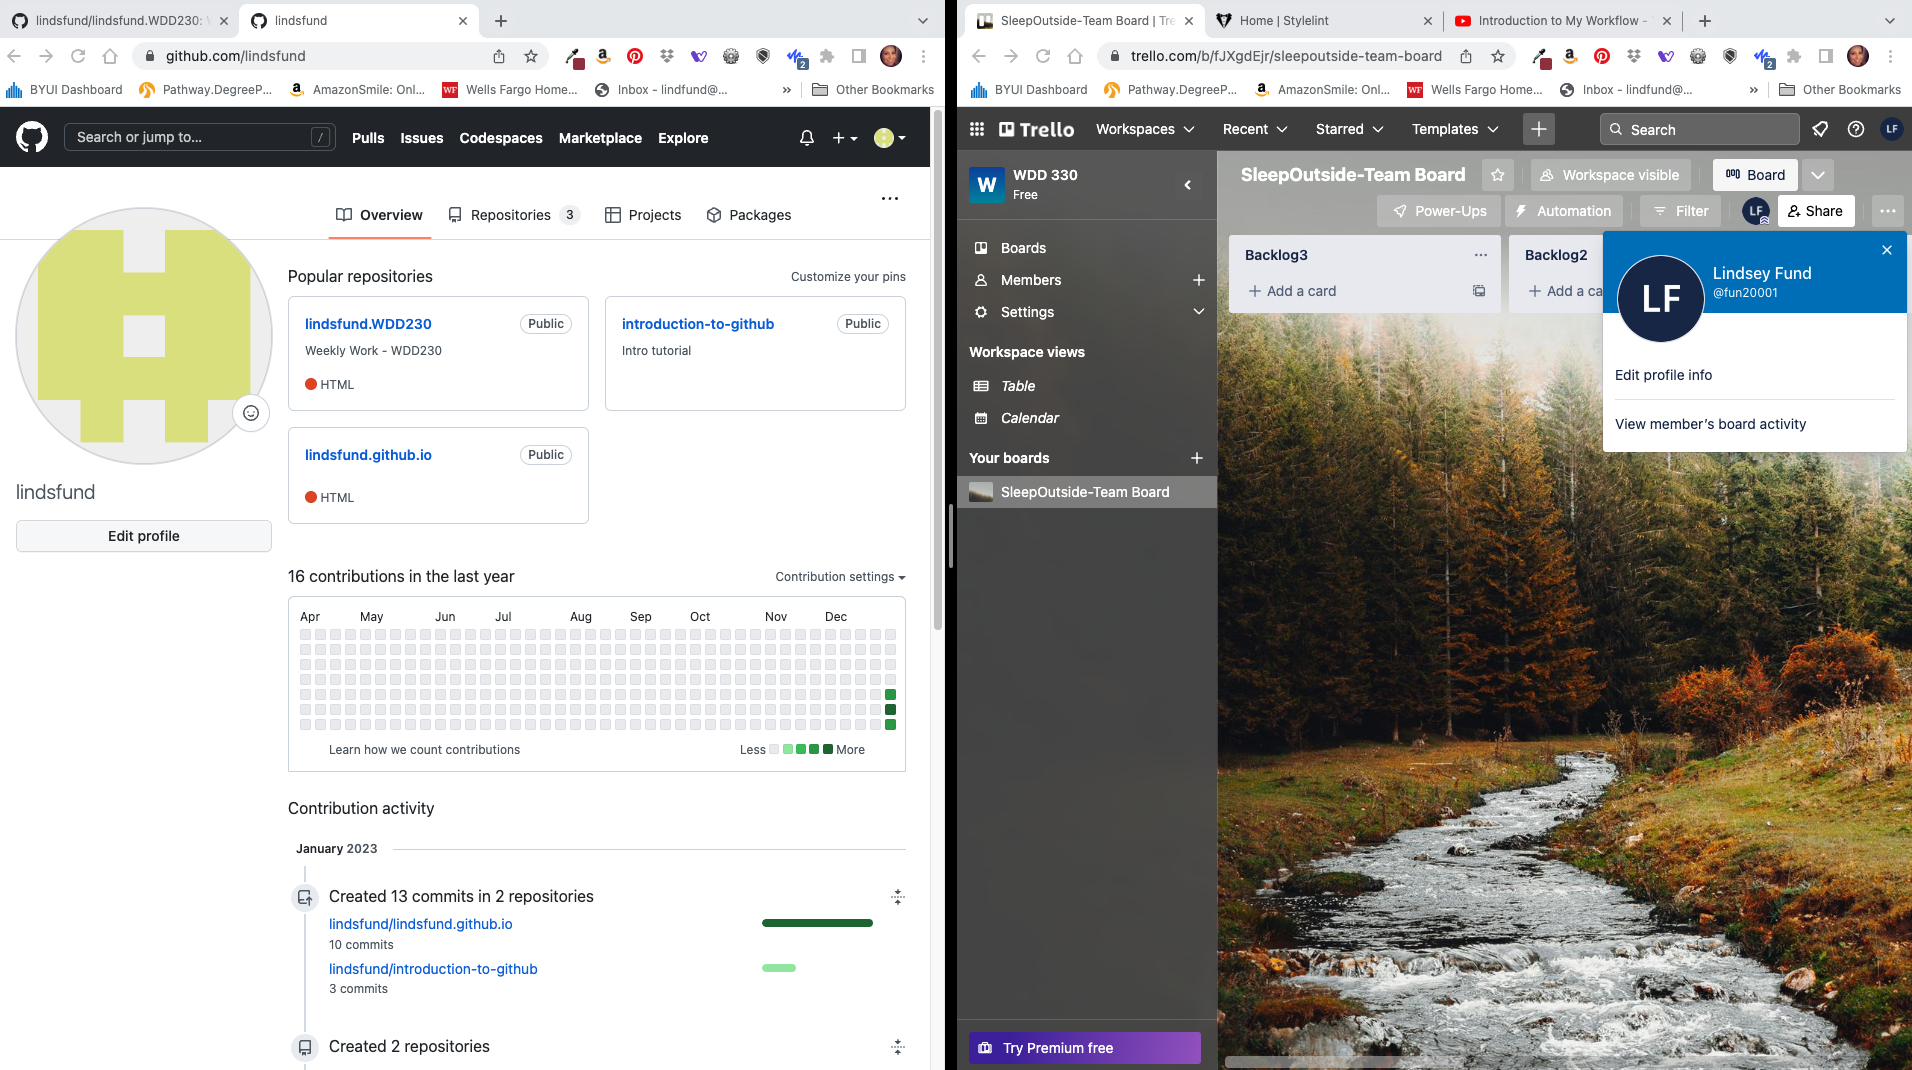 lindsfund/lindsfund.WDD230:
lindsfund
github.com/lindsfund
2
BYUI Dashboard
Pathway.DegreeP...
AmazonSmile: Onl...
WF Wells Fargo Home...
Inbox - lindfund@...
»
Other Bookmarks
Search or jump to... /
Pulls
Issues
Codespaces
Marketplace
Explore
Overview
Repositories 3
Projects
Packages
lindsfund
Edit profile
Popular repositories
Customize your pins
lindsfund.WDD230 Public
Weekly Work - WDD230
HTML
introduction-to-github Public
Intro tutorial
lindsfund.github.io Public
HTML
16 contributions in the last year
Contribution settings
Apr May Jun Jul Aug Sep Oct Nov Dec
Learn how we count contributions
Less More
Contribution activity
January 2023
Created 13 commits in 2 repositories
lindsfund/lindsfund.github.io
10 commits
lindsfund/introduction-to-github
3 commits
Created 2 repositories
SleepOutside-Team Board | Tre
Home | Stylelint
Introduction to My Workflow -
trello.com/b/fJXgdEjr/sleepoutside-team-board
2
BYUI Dashboard
Pathway.DegreeP...
AmazonSmile: Onl...
WF Wells Fargo Home...
Inbox - lindfund@...
»
Other Bookmarks
Trello
Workspaces
Recent
Starred
Templates
Search
LF
W
WDD 330
Free
Boards
Members
Settings
Workspace views
Table
Calendar
Your boards
SleepOutside-Team Board
Try Premium free
SleepOutside-Team Board
Workspace visible
Board
Power-Ups
Automation
Filter
LF
Share
Backlog3
Add a card
Backlog2
Add a ca
LF
Lindsey Fund
@fun20001
Edit profile info
View member's board activity